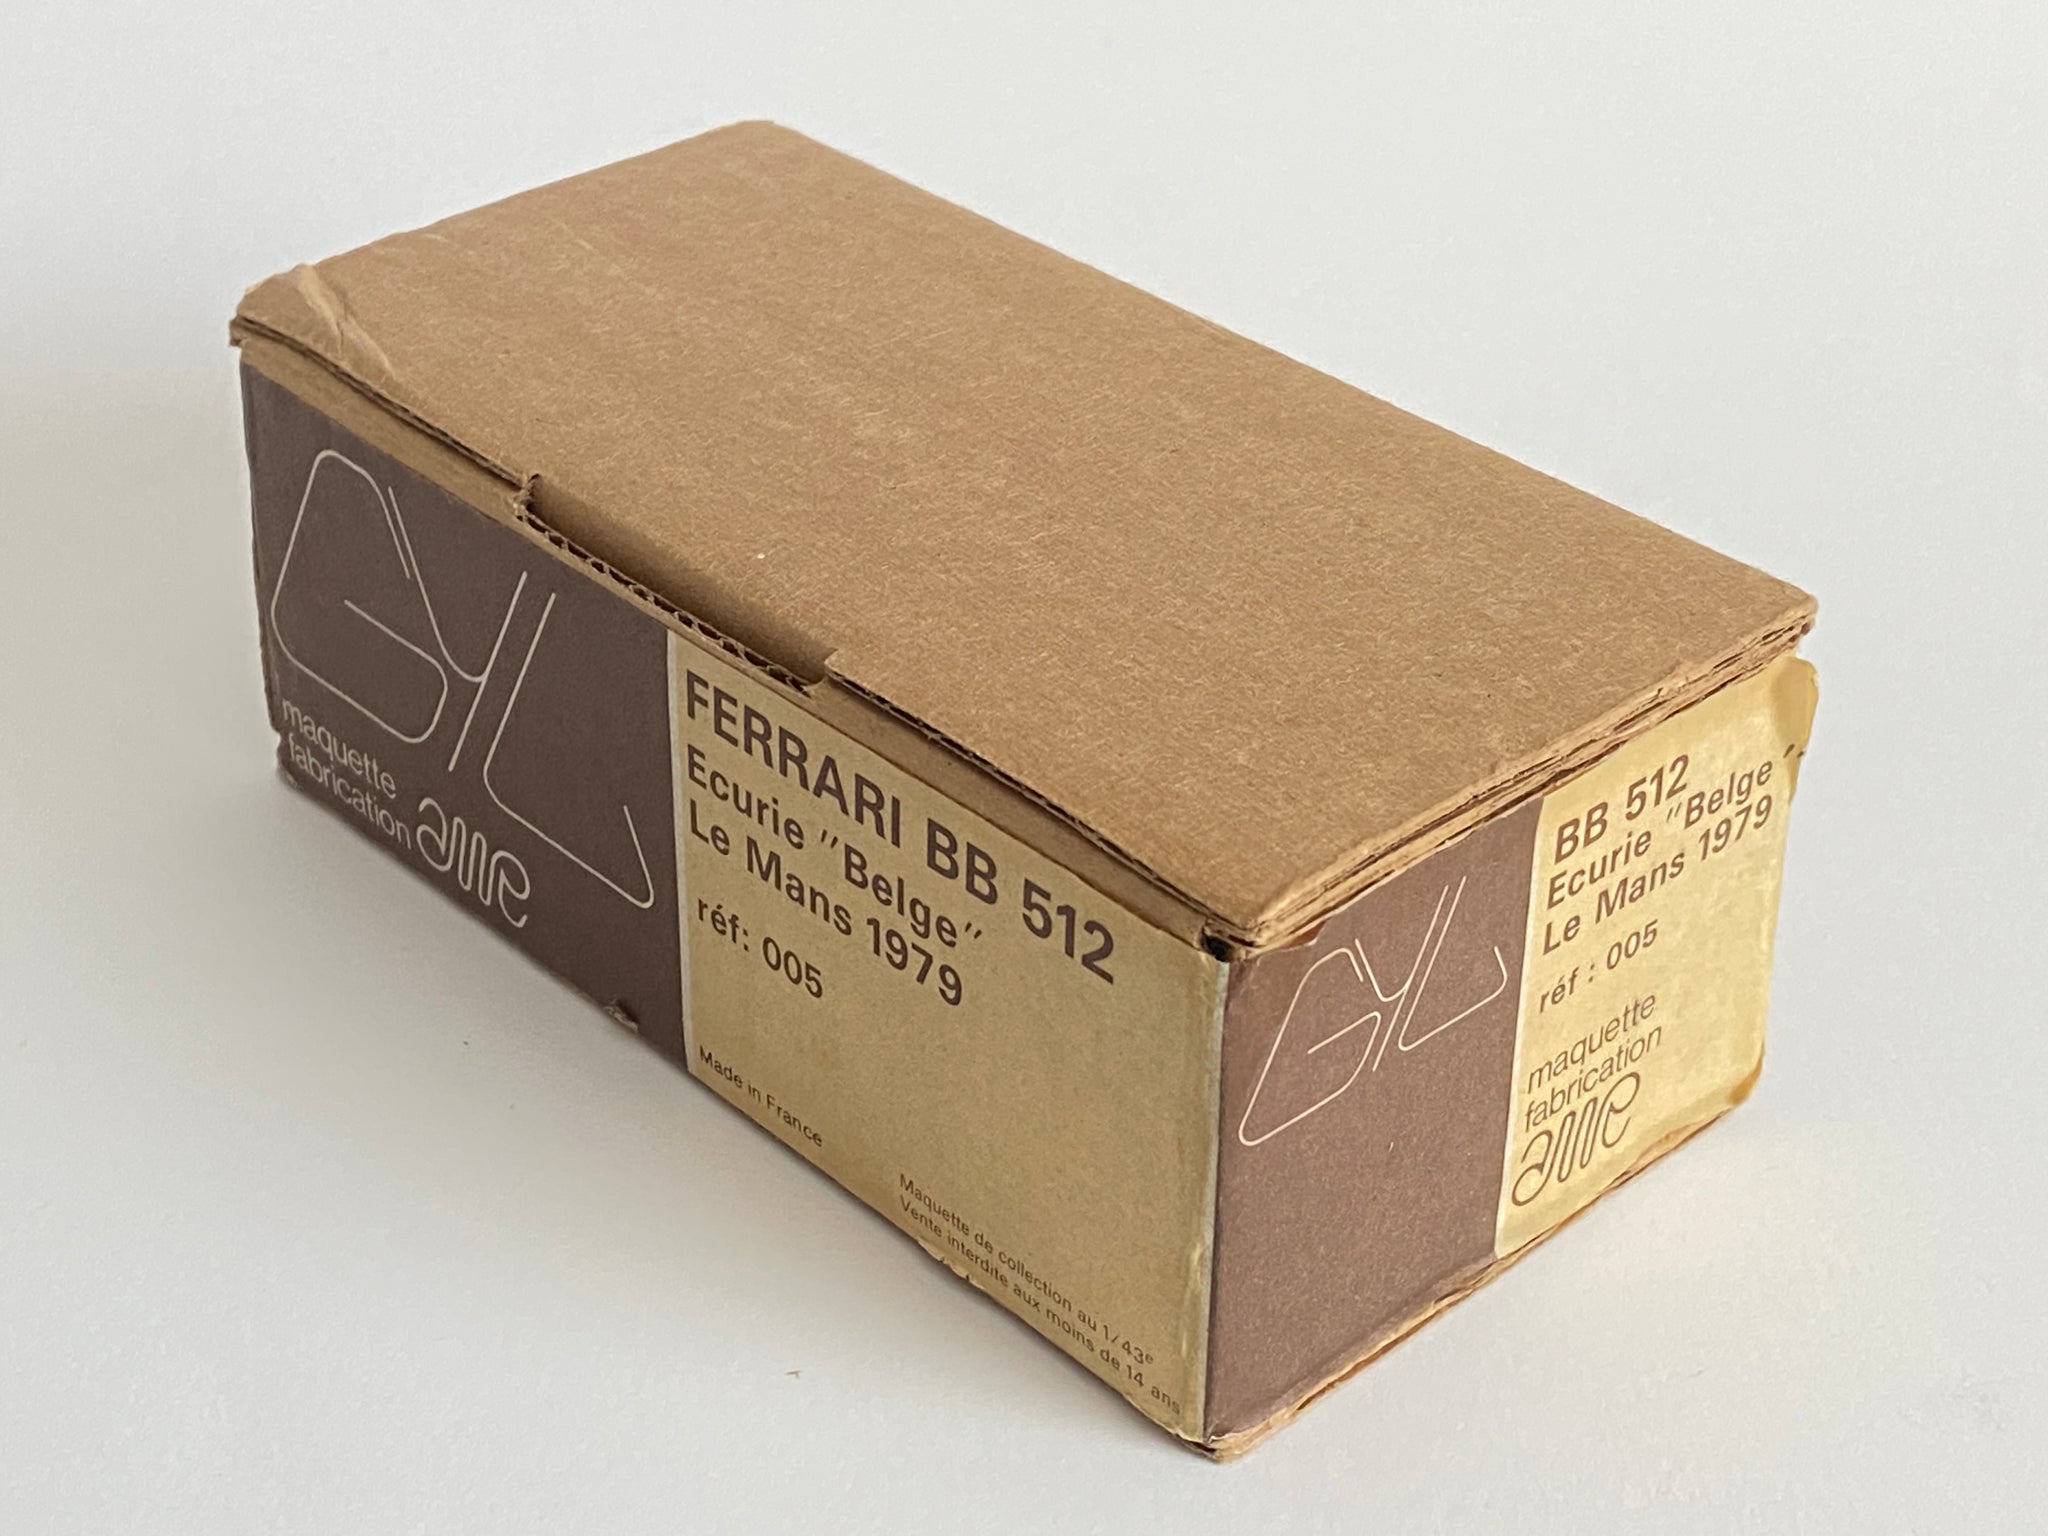 GYL
maquette
fabrication
AMR
FERRARI BB 512
Ecurie "Belge"
Le Mans 1979
réf: 005
Made in France
Maquette de collection au 1/43e
Vente interdite aux moins de 14 ans
GYL
BB 512
Ecurie "Belge"
Le Mans 1979
réf : 005
maquette
fabrication
AMR